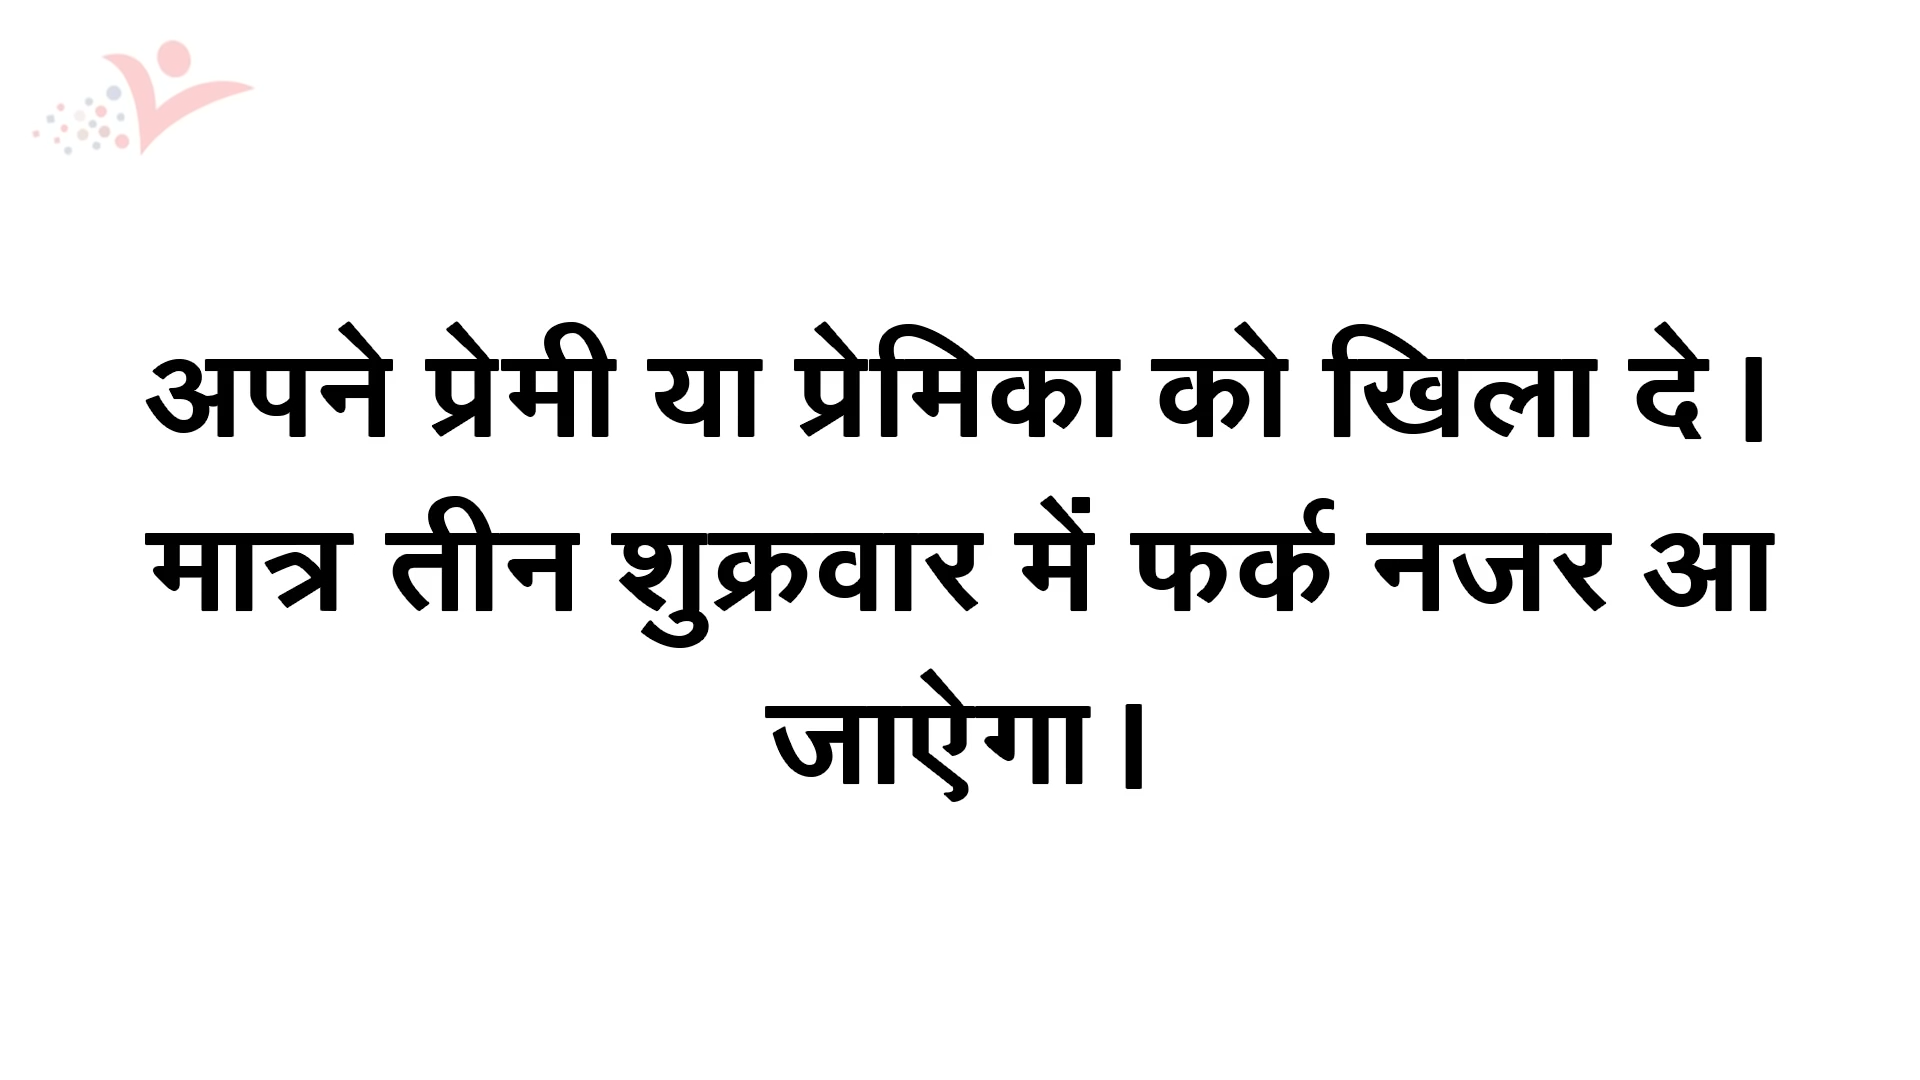 अपने प्रेमी या प्रेमिका को खिला दे।
मात्र तीन शुक्रवार में फर्क नजर आ
जाऐगा।